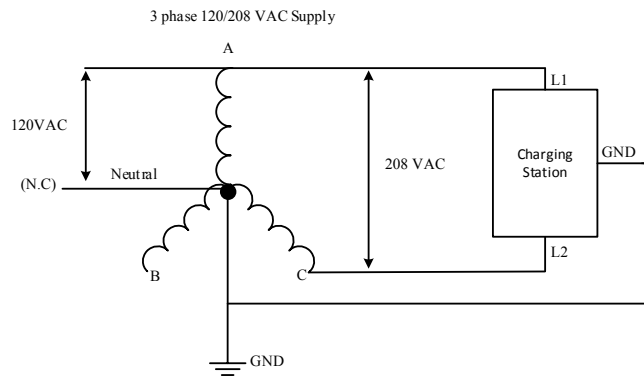 3 phase 120/208 VAC Supply
A
L1
120VAC
Charging
Station
GND
208 VAC
Neutral
(N.C)
L2
B
C
GND